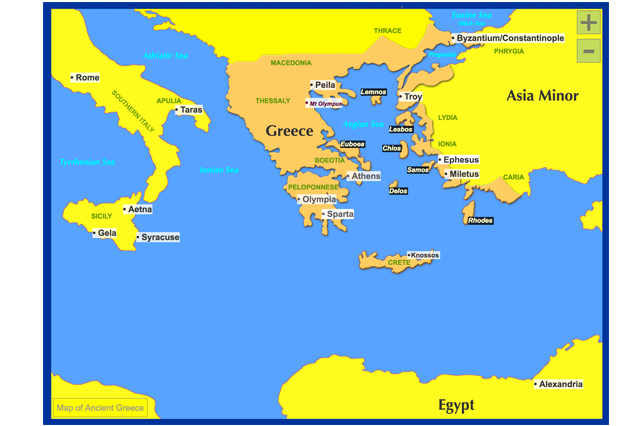 Pontus Sea
Black Sea
+
THRACE
Byzantium/Constantinople
Adriatic Sea
Propontis
PHRYGIA
−
MACEDONIA
Rome
Pella
Lemnos
Troy
Asia Minor
SOUTHERN ITALY
APULIA
THESSALY
Mt Olympus
Taras
LYDIA
Greece
Aegean Sea
Lesbos
Euboea
Chios
IONIA
Tyrrhenian Sea
Ionian Sea
BOEOTIA
Ephesus
Athens
Samos
Miletus
CARIA
PELOPONNESE
Delos
Olympia
Aetna
SICILY
Sparta
Rhodes
Gela
Syracuse
Knossos
CRETE
Alexandria
Map of Ancient Greece
Egypt